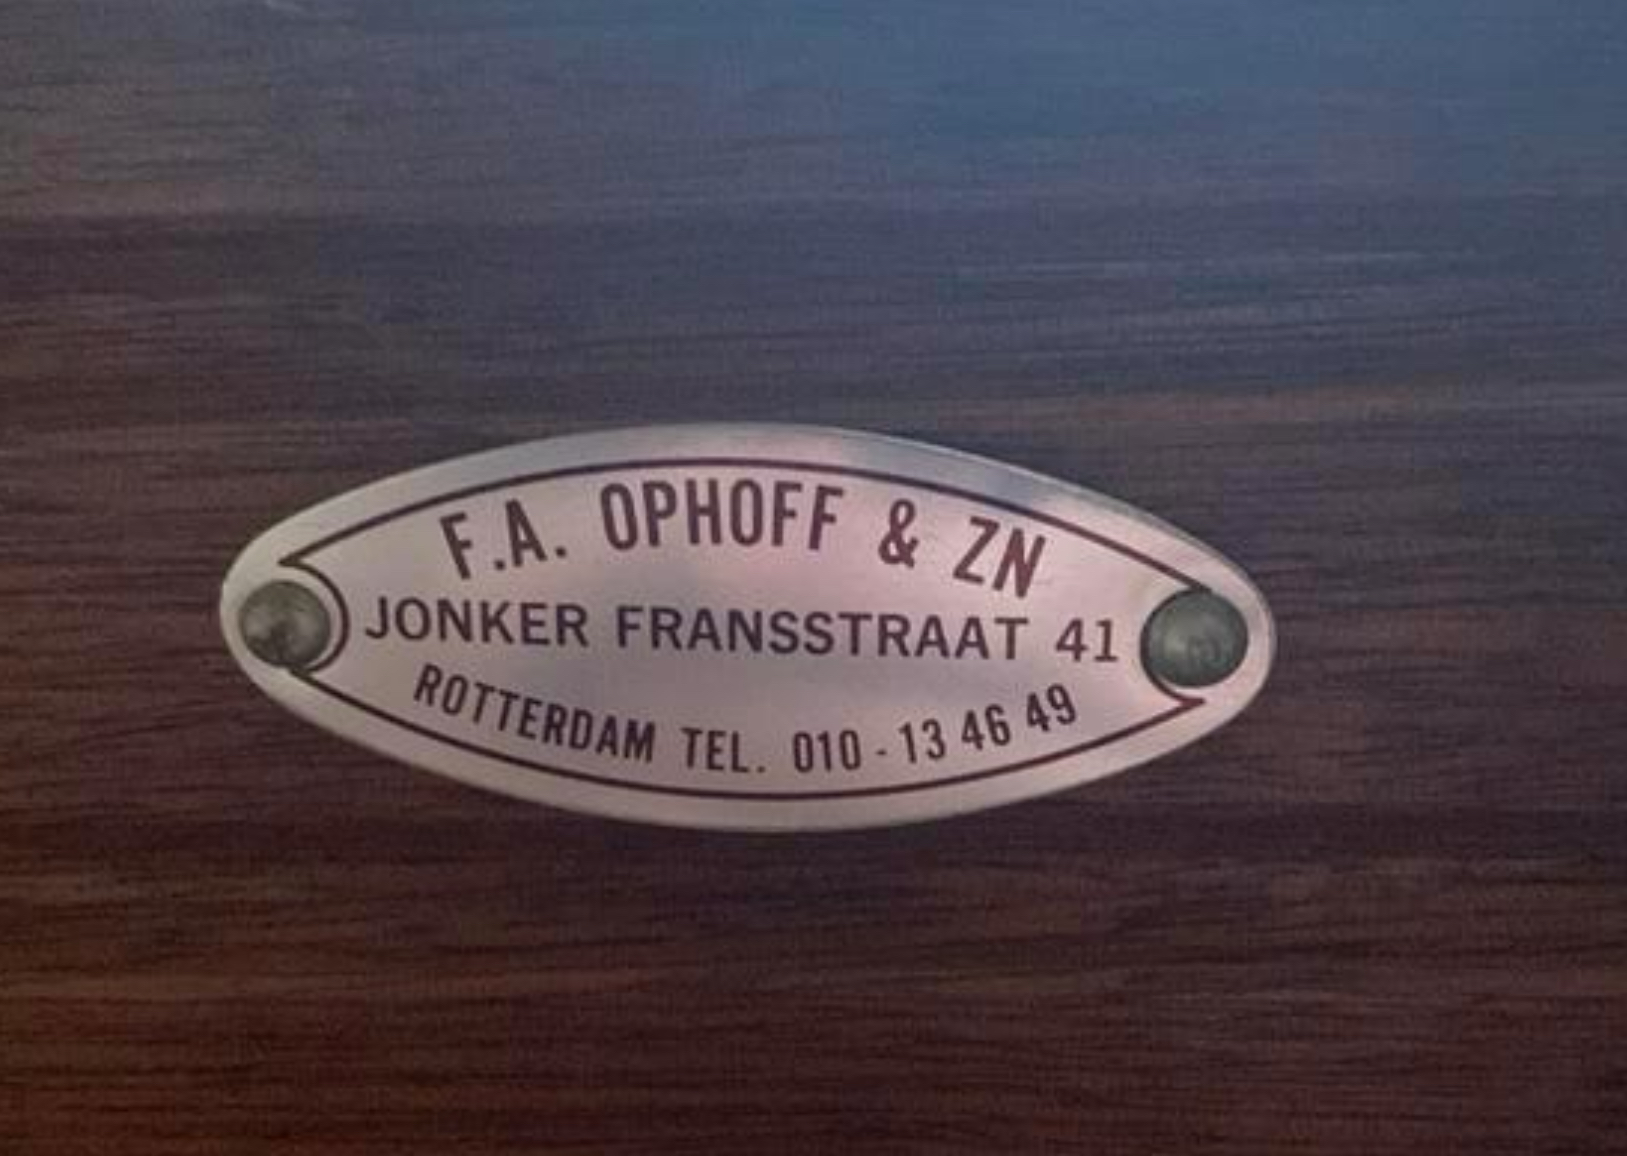 F.A. OPHOFF & ZN
JONKER FRANSSTRAAT 41
ROTTERDAM TEL. 010 - 13 46 49